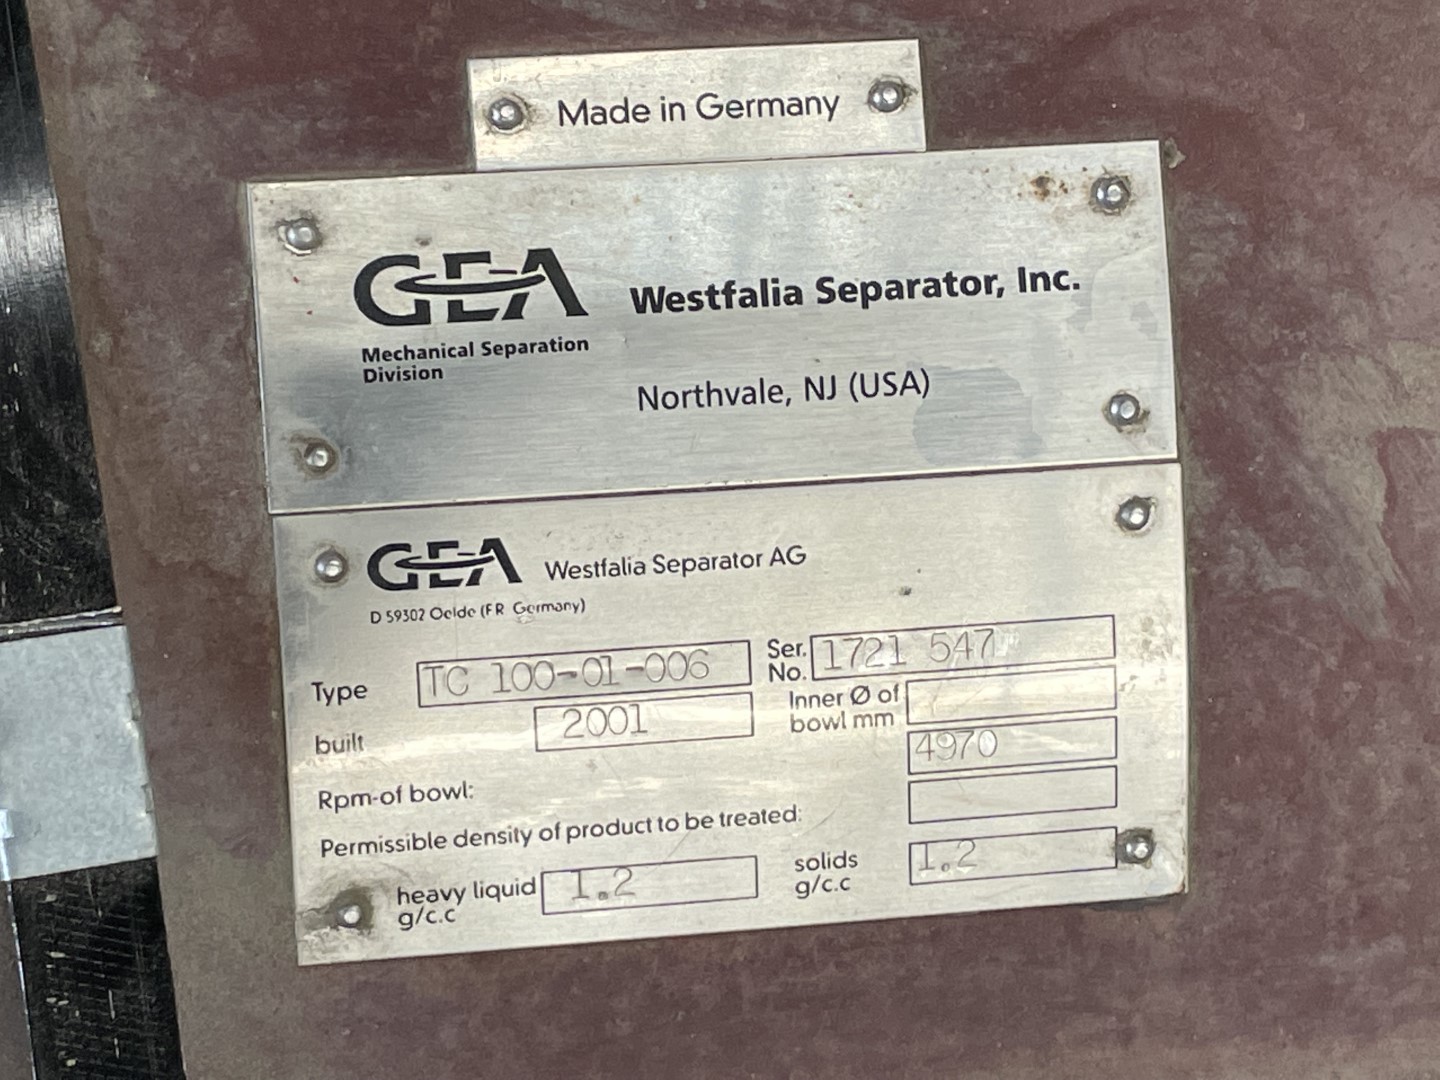 Made in Germany
GEA
Westfalia Separator, Inc.
Mechanical Separation
Division
Northvale, NJ (USA)
GEA Westfalia Separator AG
D 59302 Oelde (FR Germany)
Type TC 100-01-006 Ser. No. 1721 547
built 2001 Inner Ø of bowl mm
Rpm-of bowl: 4970
Permissible density of product to be treated:
heavy liquid g/c.c 1.2 solids g/c.c 1.2